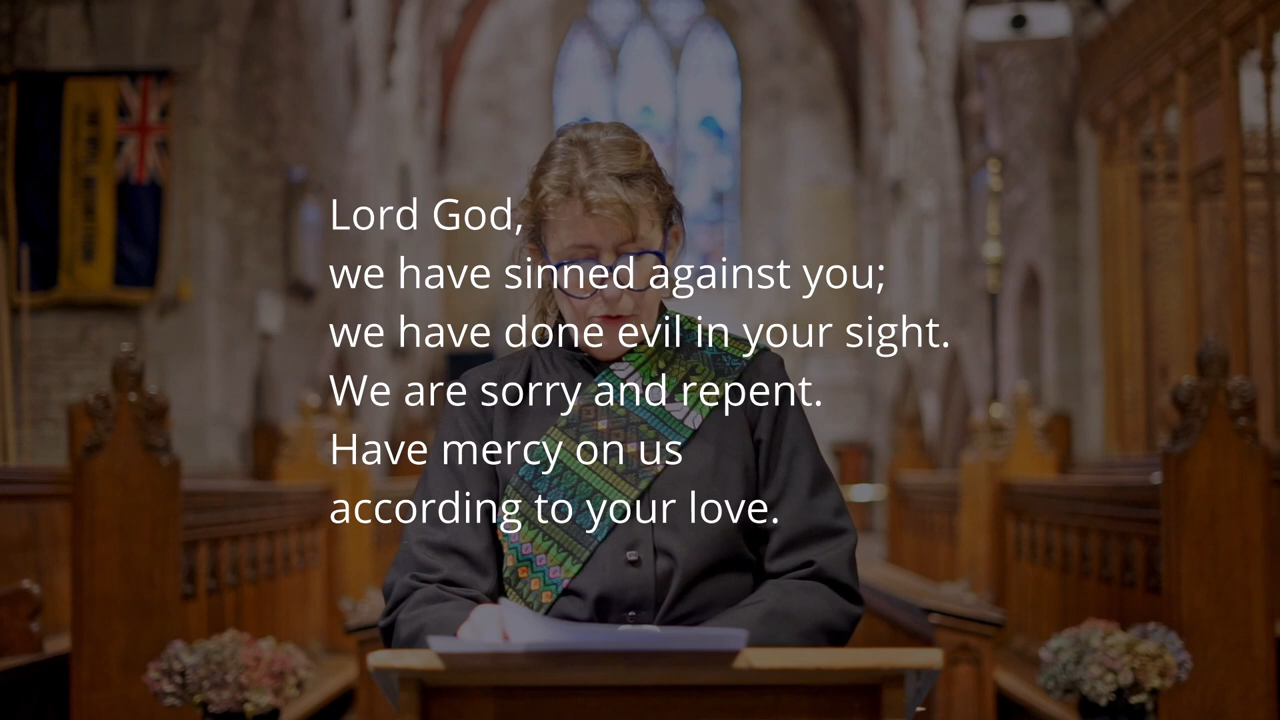 Lord God,
we have sinned against you;
we have done evil in your sight.
We are sorry and repent.
Have mercy on us
according to your love.